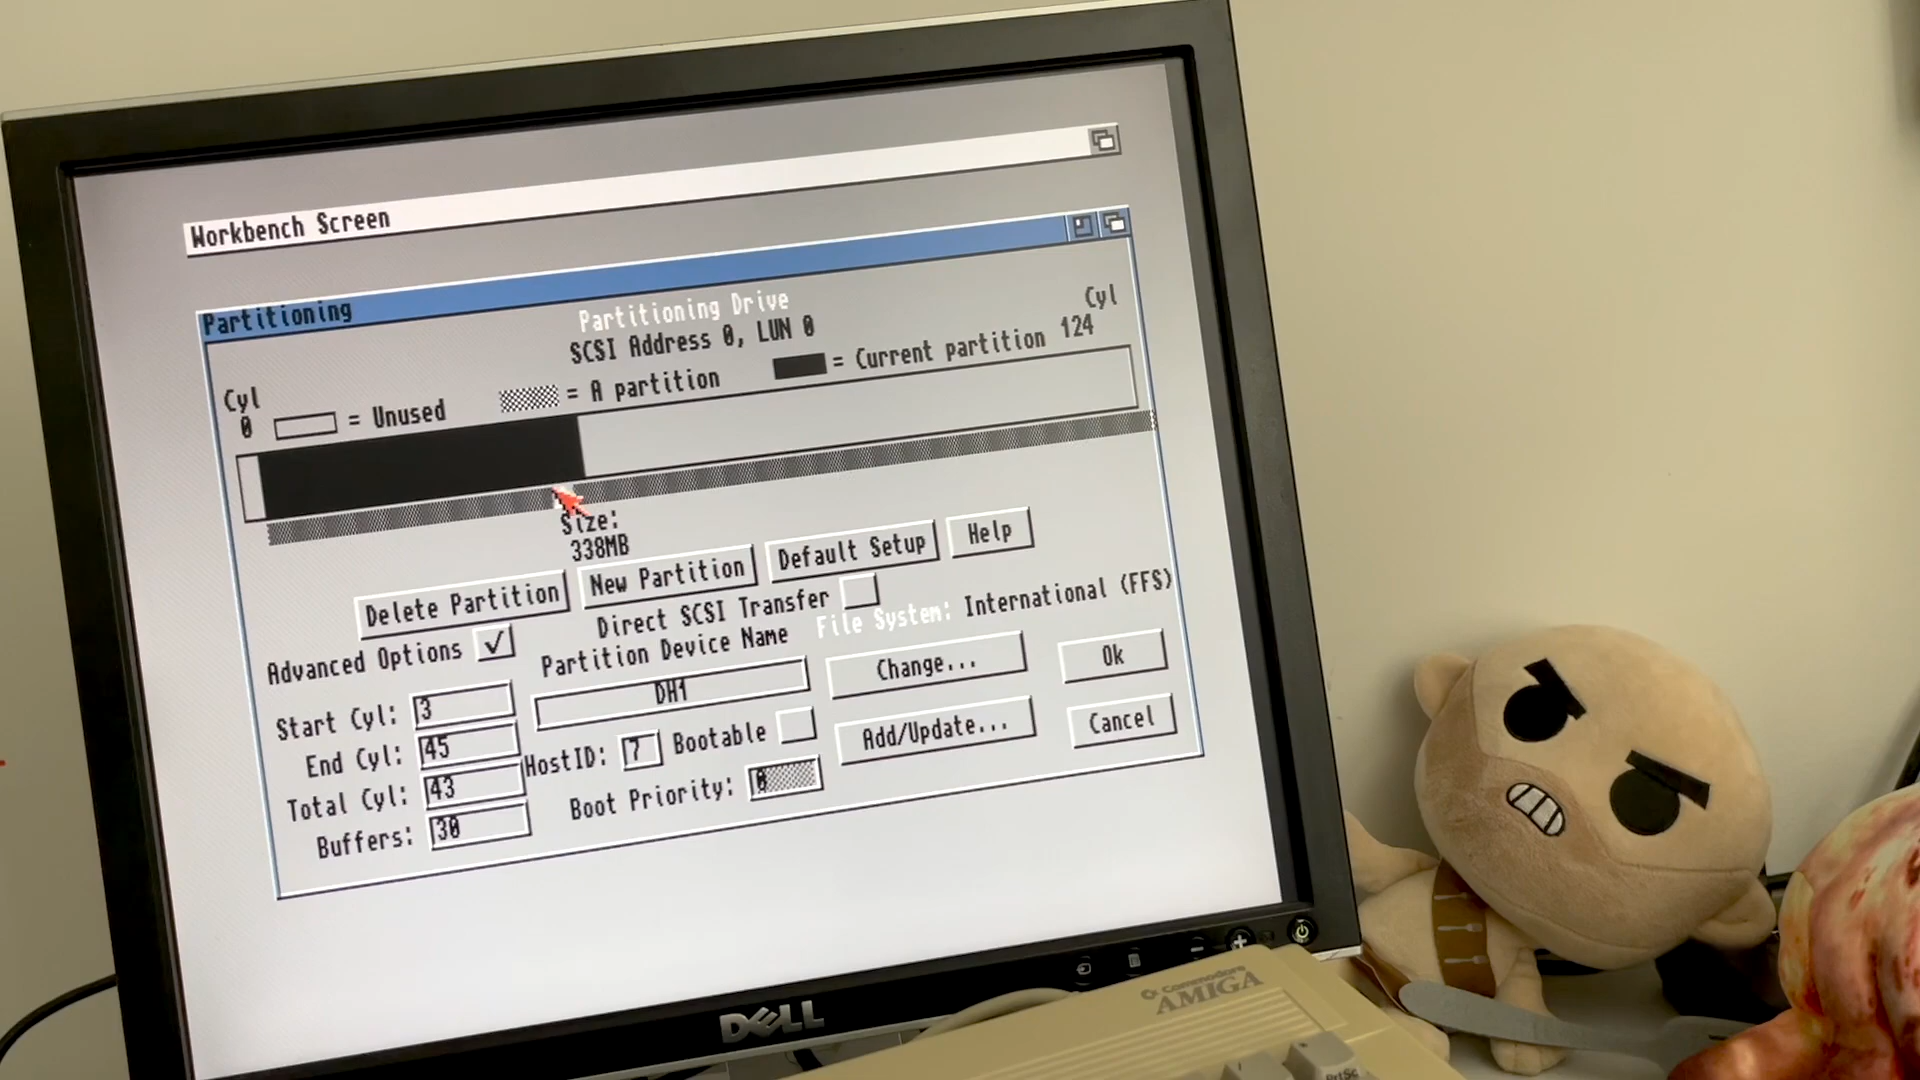 Workbench Screen
Partitioning
Partitioning Drive
SCSI Address 0, LUN 0
Cyl
0
= Unused
= A partition
= Current partition
Cyl
124
Size:
338MB
Delete Partition
New Partition
Default Setup
Help
Advanced Options
Direct SCSI Transfer
File System: International (FFS)
Partition Device Name
DH1
Change...
Ok
Start Cyl: 3
End Cyl: 45
Total Cyl: 43
Buffers: 30
HostID: 7
Bootable
Boot Priority: 0
Add/Update...
Cancel
DELL
Commodore
AMIGA
PrtSc